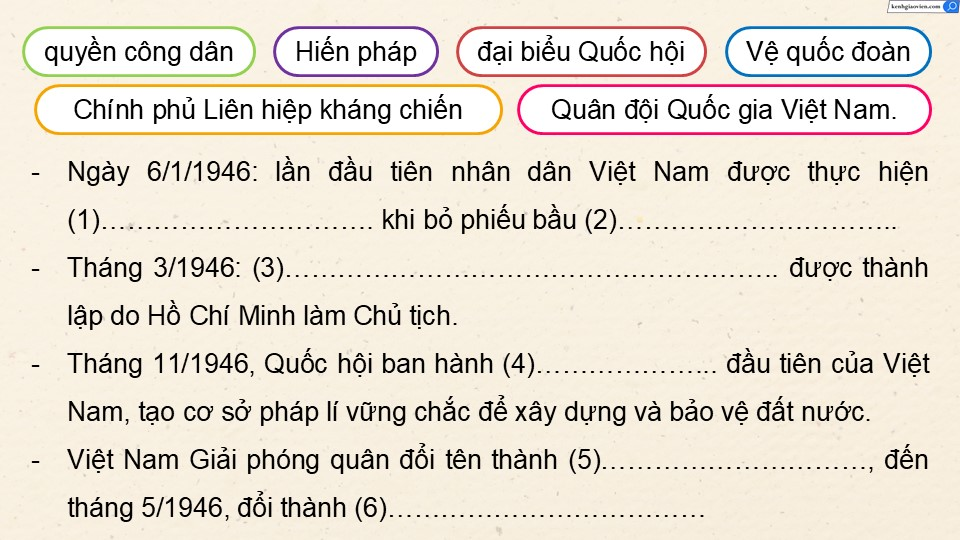 kenhgiaovien.com
quyền công dân Hiến pháp đại biểu Quốc hội Vệ quốc đoàn
Chính phủ Liên hiệp kháng chiến Quân đội Quốc gia Việt Nam.
- Ngày 6/1/1946: lần đầu tiên nhân dân Việt Nam được thực hiện
(1)…………………………. khi bỏ phiếu bầu (2)…………………………..
- Tháng 3/1946: (3)………………………………………………. được thành
lập do Hồ Chí Minh làm Chủ tịch.
- Tháng 11/1946, Quốc hội ban hành (4)………………... đầu tiên của Việt
Nam, tạo cơ sở pháp lí vững chắc để xây dựng và bảo vệ đất nước.
- Việt Nam Giải phóng quân đổi tên thành (5)…………………………, đến
tháng 5/1946, đổi thành (6)………………………………